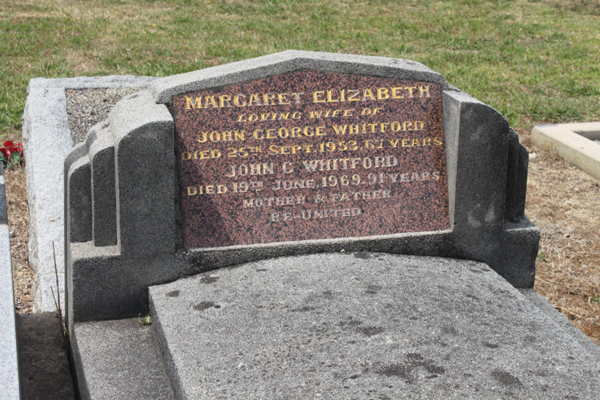 MARGARET ELIZABETH
LOVING WIFE OF
JOHN GEORGE WHITFORD
DIED 25TH SEPT. 1953, 67 YEARS
JOHN G WHITFORD
DIED 19TH JUNE, 1969, 91 YEARS
MOTHER & FATHER
RE-UNITED